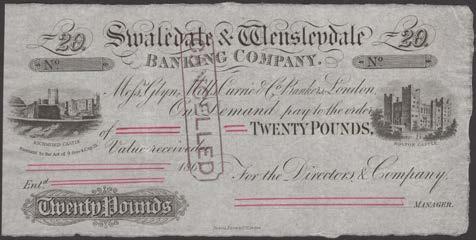 £20 Swaledale & Wensleydale £20
BANKING COMPANY.
No No
Messrs Glyn, Mills, Currie & Co. Bankers, London,
On Demand pay to the order
of TWENTY POUNDS,
RICHMOND CASTLE
BOLTON CASTLE
Value received
CANCELLED
186
Entd. For the Directors & Company,
Twenty Pounds
MANAGER.